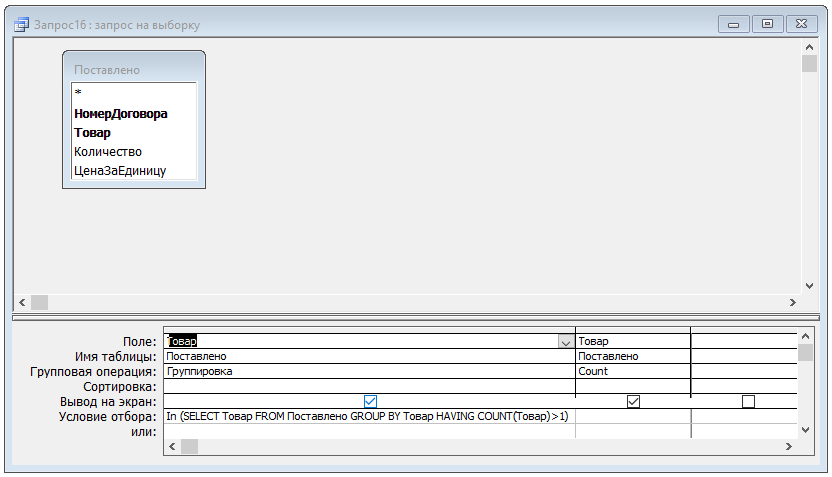 Запрос16 : запрос на выборку
Поставлено
*
НомерДоговора
Товар
Количество
ЦенаЗаЕдиницу
Поле: Товар Товар
Имя таблицы: Поставлено Поставлено
Групповая операция: Группировка Count
Сортировка:
Вывод на экран:
Условие отбора: In (SELECT Товар FROM Поставлено GROUP BY Товар HAVING COUNT(Товар)>1)
или: